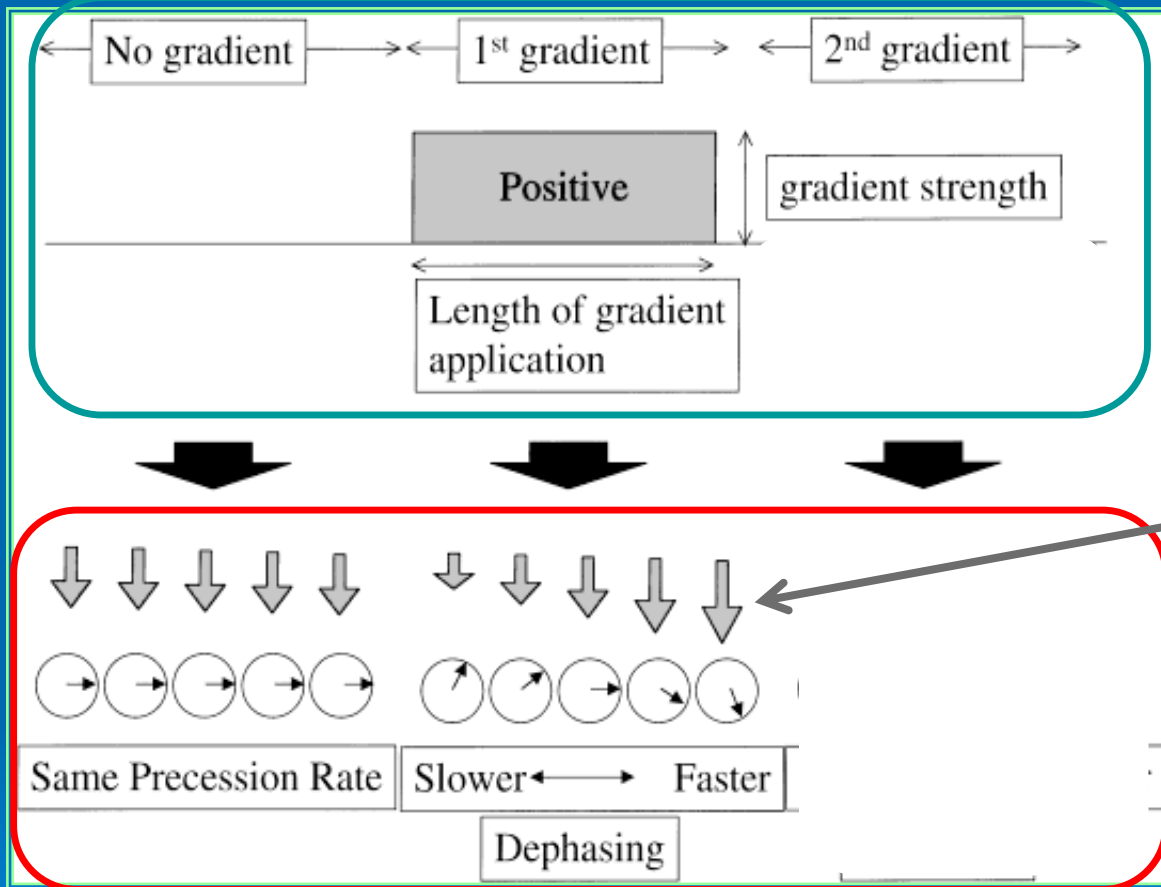 No gradient
1st gradient
2nd gradient
Positive
gradient strength
Length of gradient
application
Same Precession Rate
Slower
Faster
Dephasing